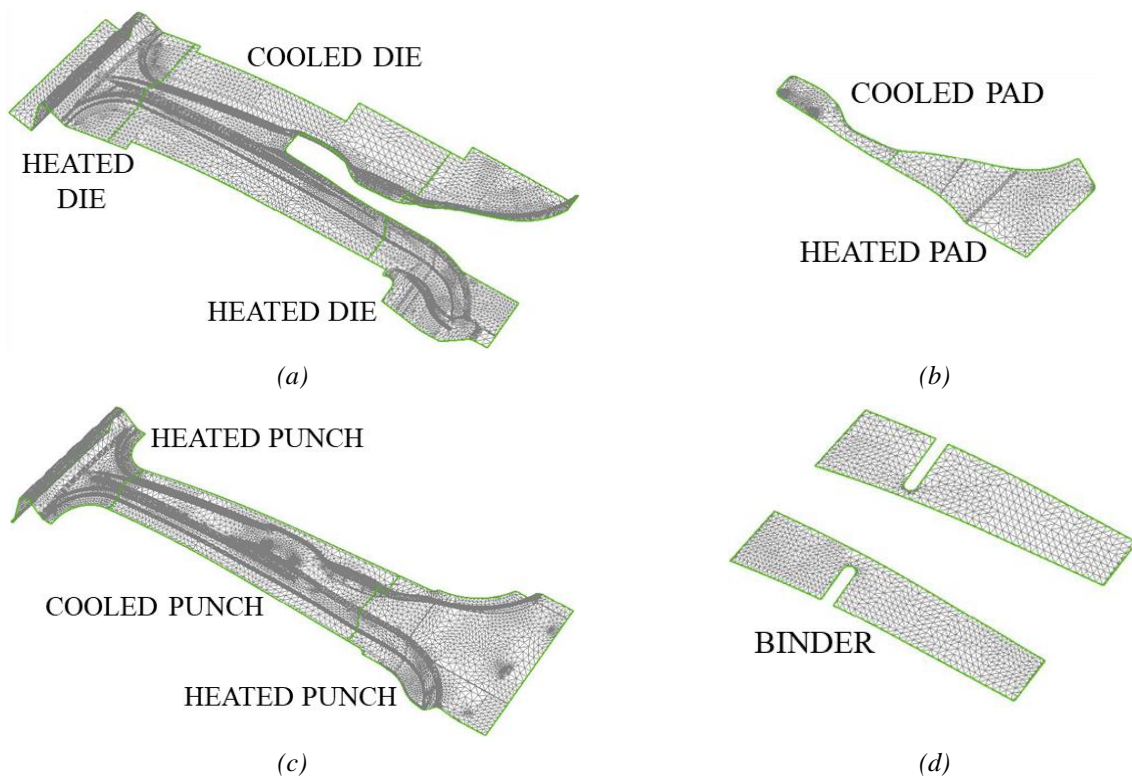 COOLED DIE
HEATED
DIE
HEATED DIE
(a)
COOLED PAD
HEATED PAD
(b)
HEATED PUNCH
COOLED PUNCH
HEATED PUNCH
(c)
BINDER
(d)